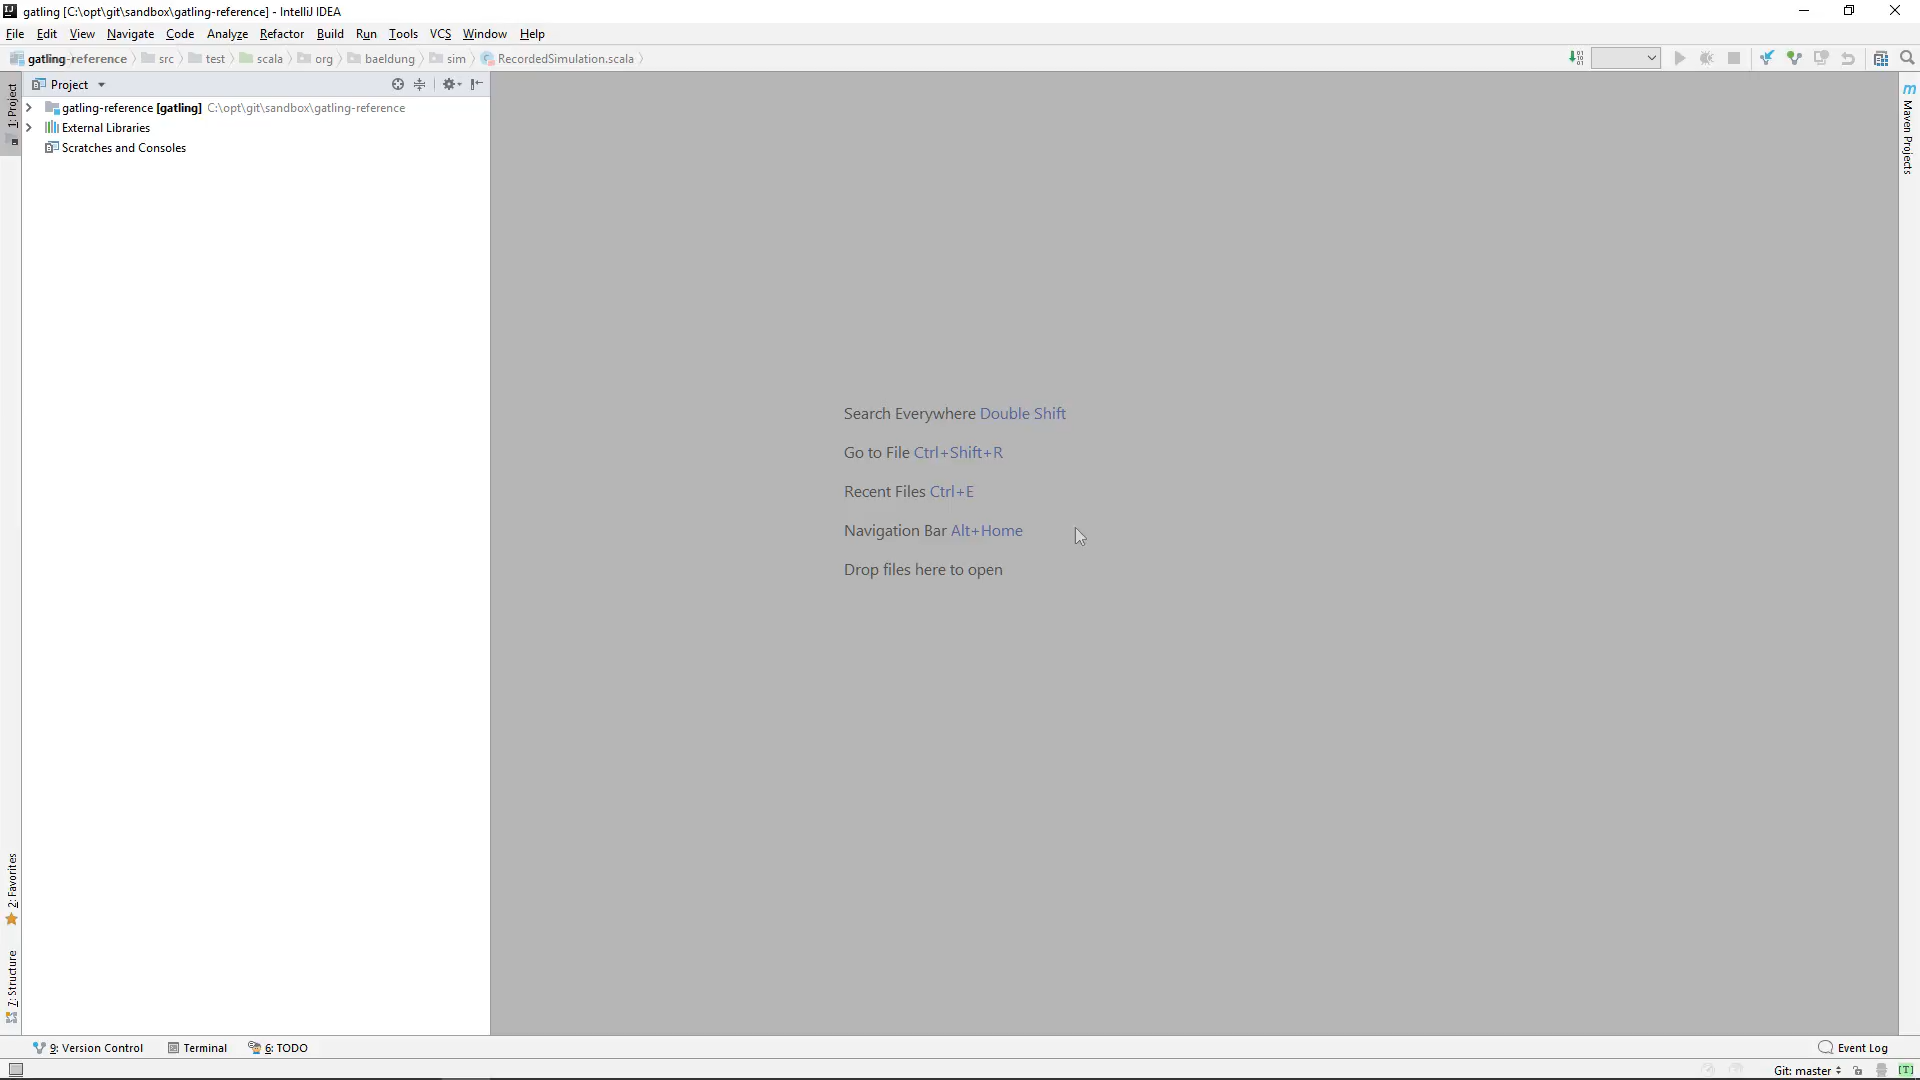 gatling [C:\opt\git\sandbox\gatling-reference] - IntelliJ IDEA
File Edit View Navigate Code Analyze Refactor Build Run Tools VCS Window Help
gatling-reference src test scala org baeldung sim RecordedSimulation.scala
Project
gatling-reference [gatling] C:\opt\git\sandbox\gatling-reference
External Libraries
Scratches and Consoles
1: Project
Maven Projects
Search Everywhere Double Shift
Go to File Ctrl+Shift+R
Recent Files Ctrl+E
Navigation Bar Alt+Home
Drop files here to open
2: Favorites
7: Structure
9: Version Control Terminal 6: TODO Event Log
Git: master [T]